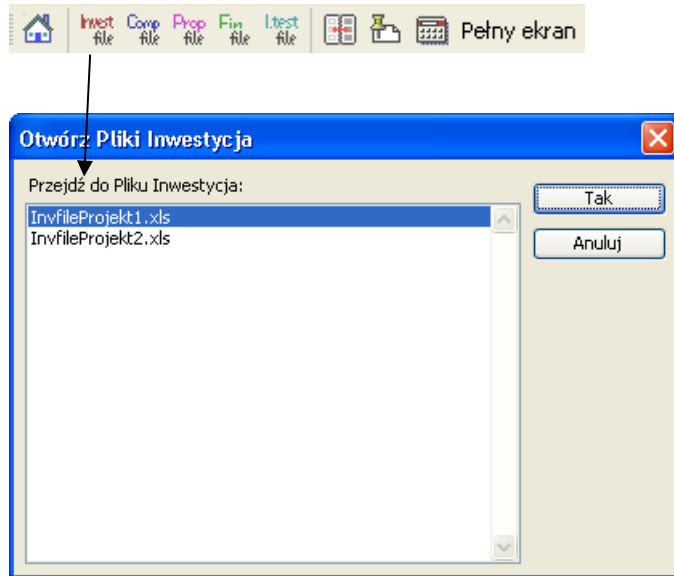 Invest file Comp file Prop file Fin file I.test file Pełny ekran
Otwórz Pliki Inwestycja
Przejdź do Pliku Inwestycja:
Tak
InvfileProjekt1.xls
InvfileProjekt2.xls
Anuluj